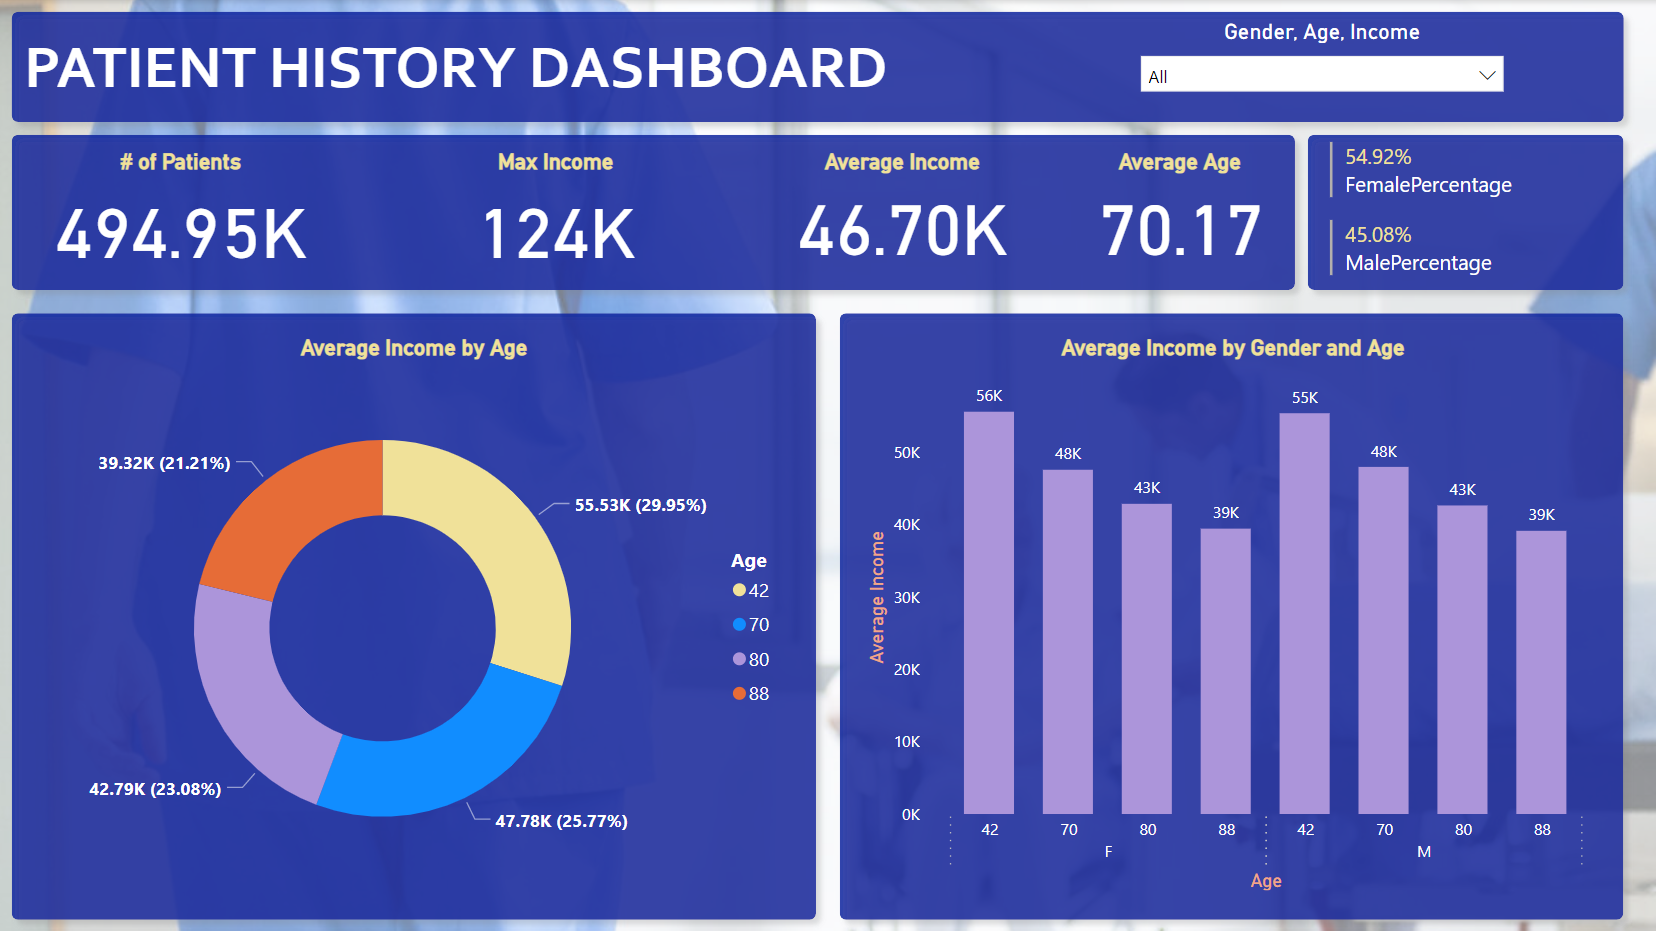 PATIENT HISTORY DASHBOARD
Gender, Age, Income
All
# of Patients
494.95K
Max Income
124K
Average Income
46.70K
Average Age
70.17
54.92%
FemalePercentage
45.08%
MalePercentage
Average Income by Age
39.32K (21.21%)
55.53K (29.95%)
42.79K (23.08%)
47.78K (25.77%)
Age
42
70
80
88
Average Income by Gender and Age
Average Income
50K
40K
30K
20K
10K
0K
56K
48K
43K
39K
55K
48K
43K
39K
42 70 80 88 42 70 80 88
F M
Age